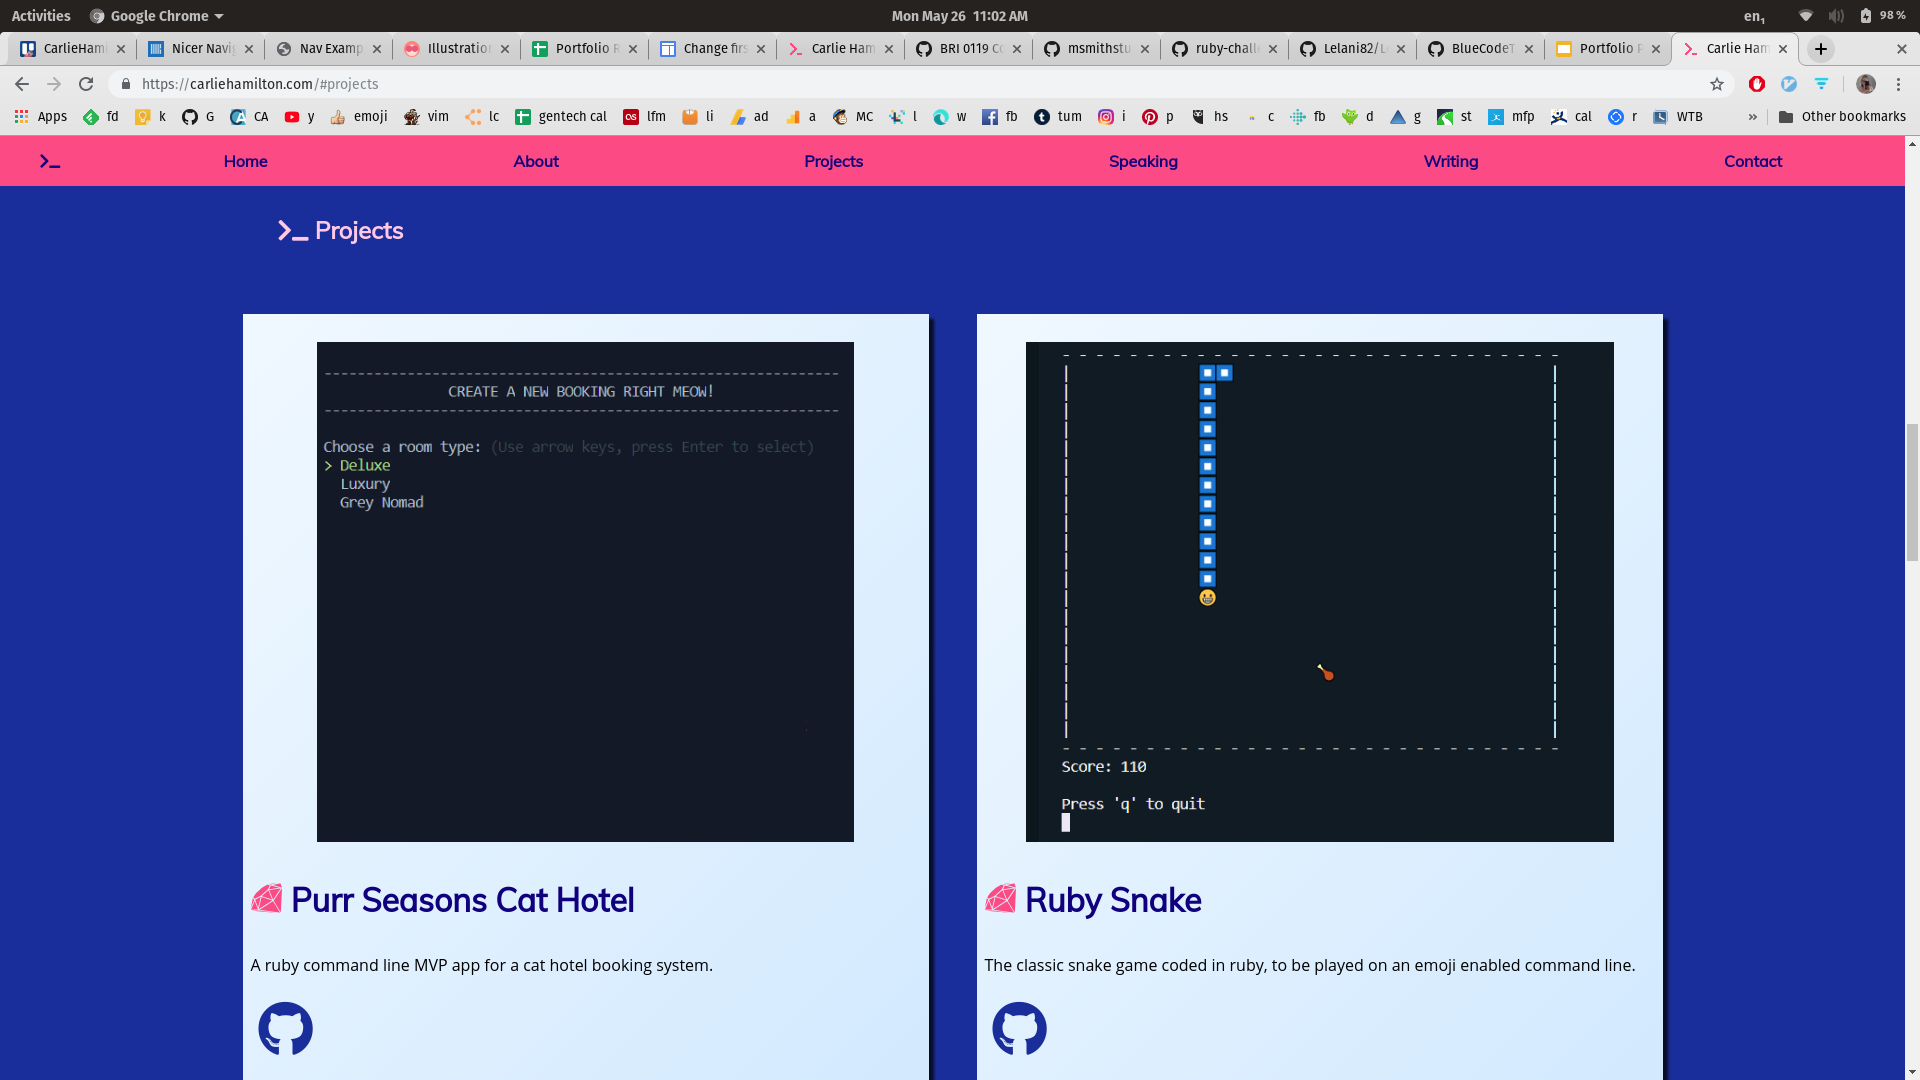 Activities Google Chrome Mon May 26 11:02 AM en1 98 %
CarlieHami Nicer Navig Nav Examp Illustration Portfolio R Change firs Carlie Ham BRI 0119 Co msmithstu ruby-challe Lelani82/L BlueCodeT Portfolio P Carlie Ham
https://carliehamilton.com/#projects
Apps fd k G CA y emoji vim lc gentech cal lfm li ad a MC l w fb tum i p hs c fb d g st mfp cal r WTB » Other bookmarks
>_ Home About Projects Speaking Writing Contact
>_ Projects
CREATE A NEW BOOKING RIGHT MEOW!
Choose a room type: (Use arrow keys, press Enter to select)
> Deluxe
Luxury
Grey Nomad
Score: 110
Press 'q' to quit
Purr Seasons Cat Hotel
A ruby command line MVP app for a cat hotel booking system.
Ruby Snake
The classic snake game coded in ruby, to be played on an emoji enabled command line.